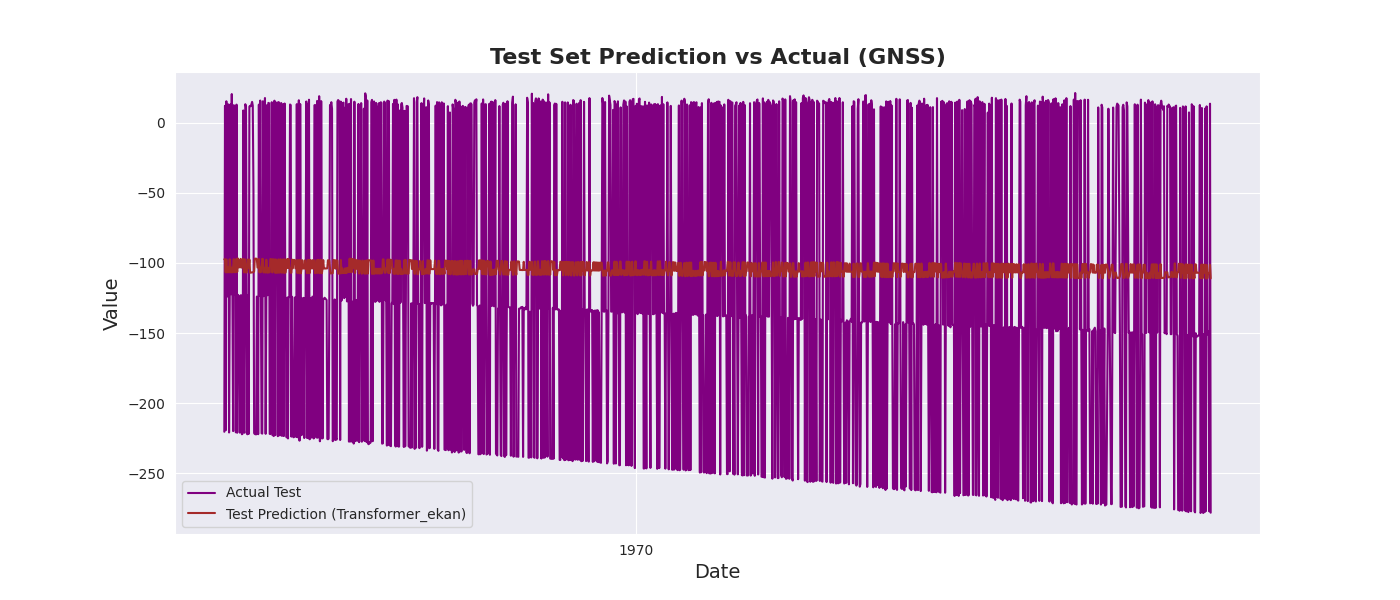 Test Set Prediction vs Actual (GNSS)
Value
0
−50
−100
−150
−200
−250
Actual Test
Test Prediction (Transformer_ekan)
1970
Date